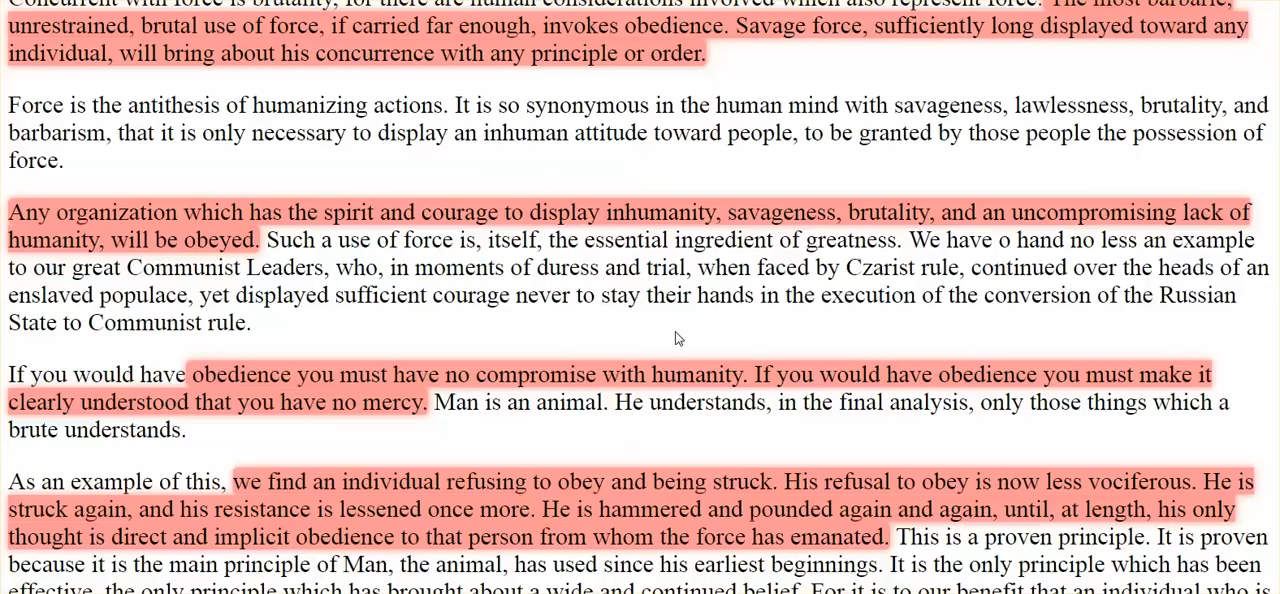 Concurrent with force is brutality, for there are human considerations involved which also represent force. The most barbaric,
unrestrained, brutal use of force, if carried far enough, invokes obedience. Savage force, sufficiently long displayed toward any
individual, will bring about his concurrence with any principle or order.
Force is the antithesis of humanizing actions. It is so synonymous in the human mind with savageness, lawlessness, brutality, and
barbarism, that it is only necessary to display an inhuman attitude toward people, to be granted by those people the possession of
force.
Any organization which has the spirit and courage to display inhumanity, savageness, brutality, and an uncompromising lack of
humanity, will be obeyed. Such a use of force is, itself, the essential ingredient of greatness. We have o hand no less an example
to our great Communist Leaders, who, in moments of duress and trial, when faced by Czarist rule, continued over the heads of an
enslaved populace, yet displayed sufficient courage never to stay their hands in the execution of the conversion of the Russian
State to Communist rule.
If you would have obedience you must have no compromise with humanity. If you would have obedience you must make it
clearly understood that you have no mercy. Man is an animal. He understands, in the final analysis, only those things which a
brute understands.
As an example of this, we find an individual refusing to obey and being struck. His refusal to obey is now less vociferous. He is
struck again, and his resistance is lessened once more. He is hammered and pounded again and again, until, at length, his only
thought is direct and implicit obedience to that person from whom the force has emanated. This is a proven principle. It is proven
because it is the main principle of Man, the animal, has used since his earliest beginnings. It is the only principle which has been
effective, the only principle which has brought about a wide and continued belief. For it is to our benefit that an individual who is